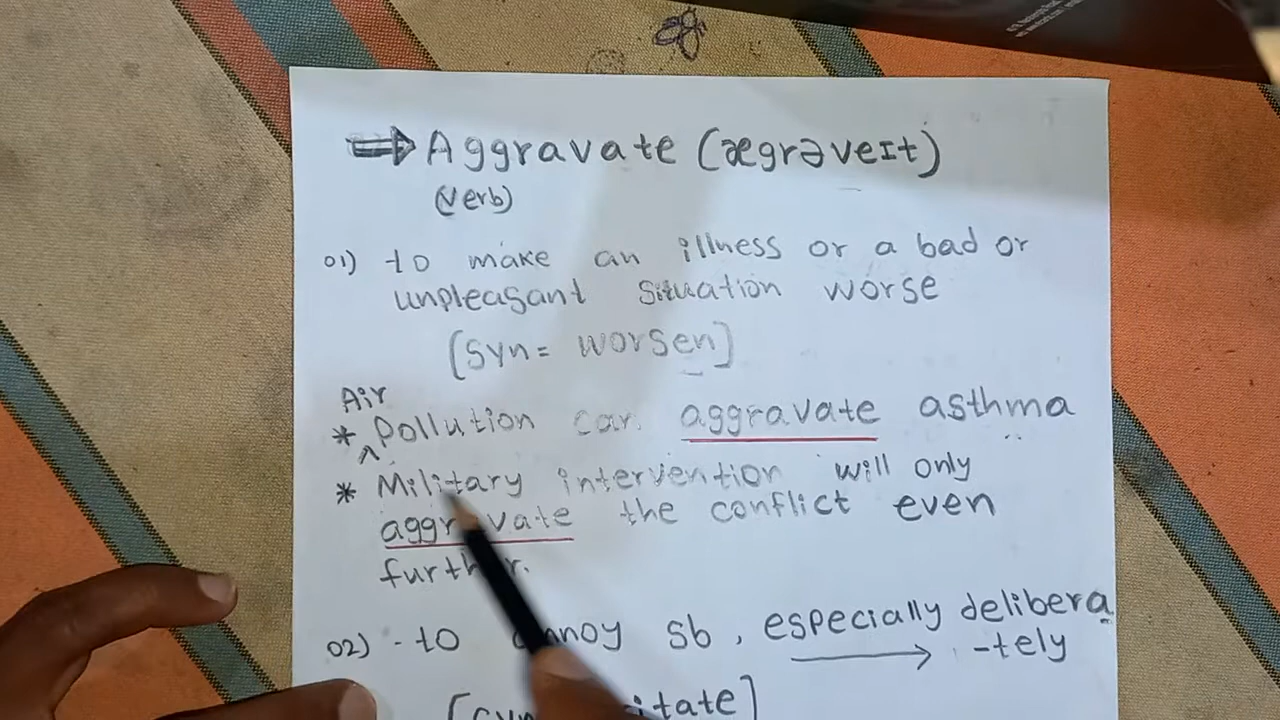 ⇒ Aggravate (ægrəveɪt)
(verb)
01) to make an illness or a bad or
unpleasant situation worse
[Syn = worsen]
Air
* Pollution can aggravate asthma
* Military intervention will only
aggravate the conflict even
further.
02) - to annoy sb, especially delibera
-tely